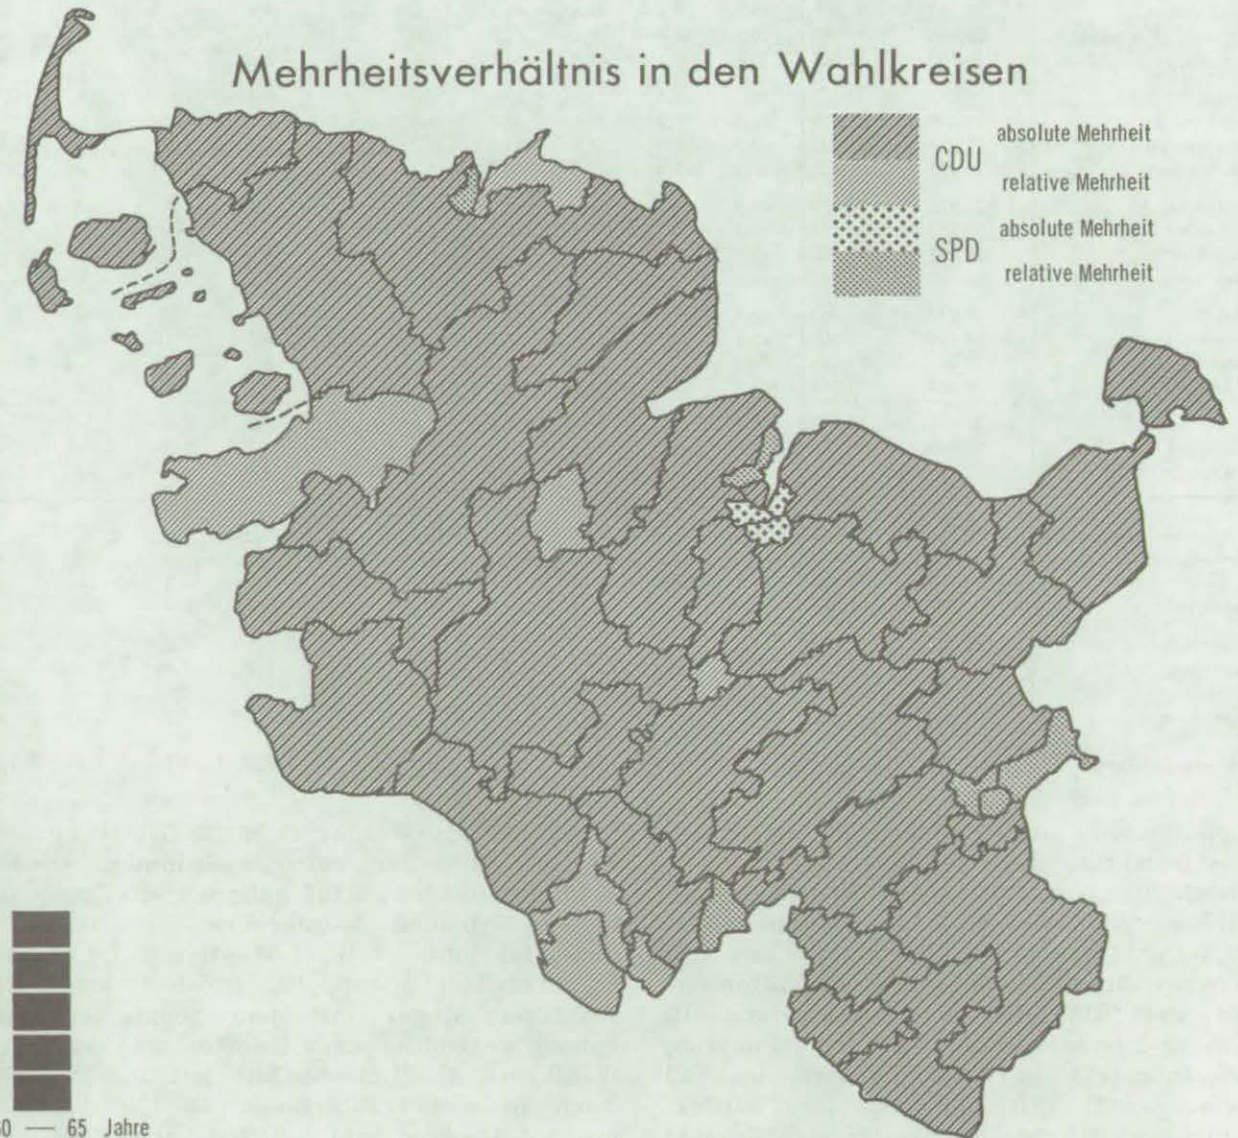 Mehrheitsverhältnis in den Wahlkreisen
absolute Mehrheit
CDU
relative Mehrheit
absolute Mehrheit
SPD
relative Mehrheit
65 Jahre